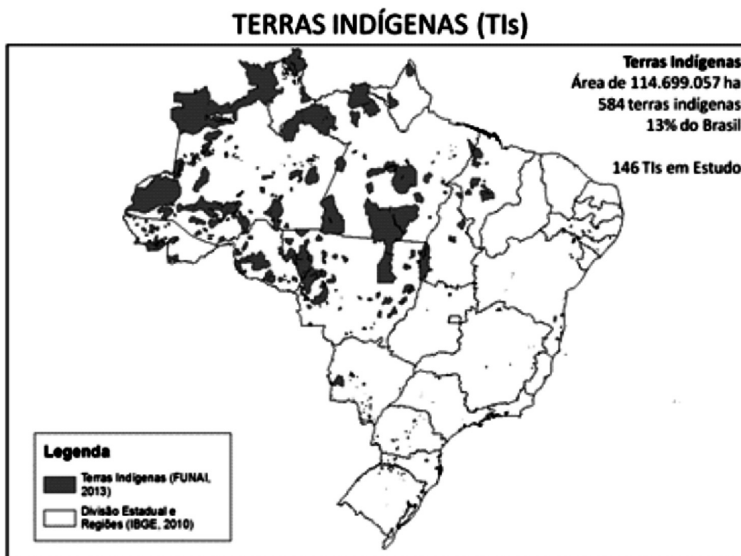 TERRAS INDÍGENAS (TIs)
Terras Indígenas
Área de 114.699.057 ha
584 terras indígenas
13% do Brasil
146 TIs em Estudo
Legenda
Terras Indígenas (FUNAI,
2013)
Divisão Estadual e
Regiões (IBGE, 2010)